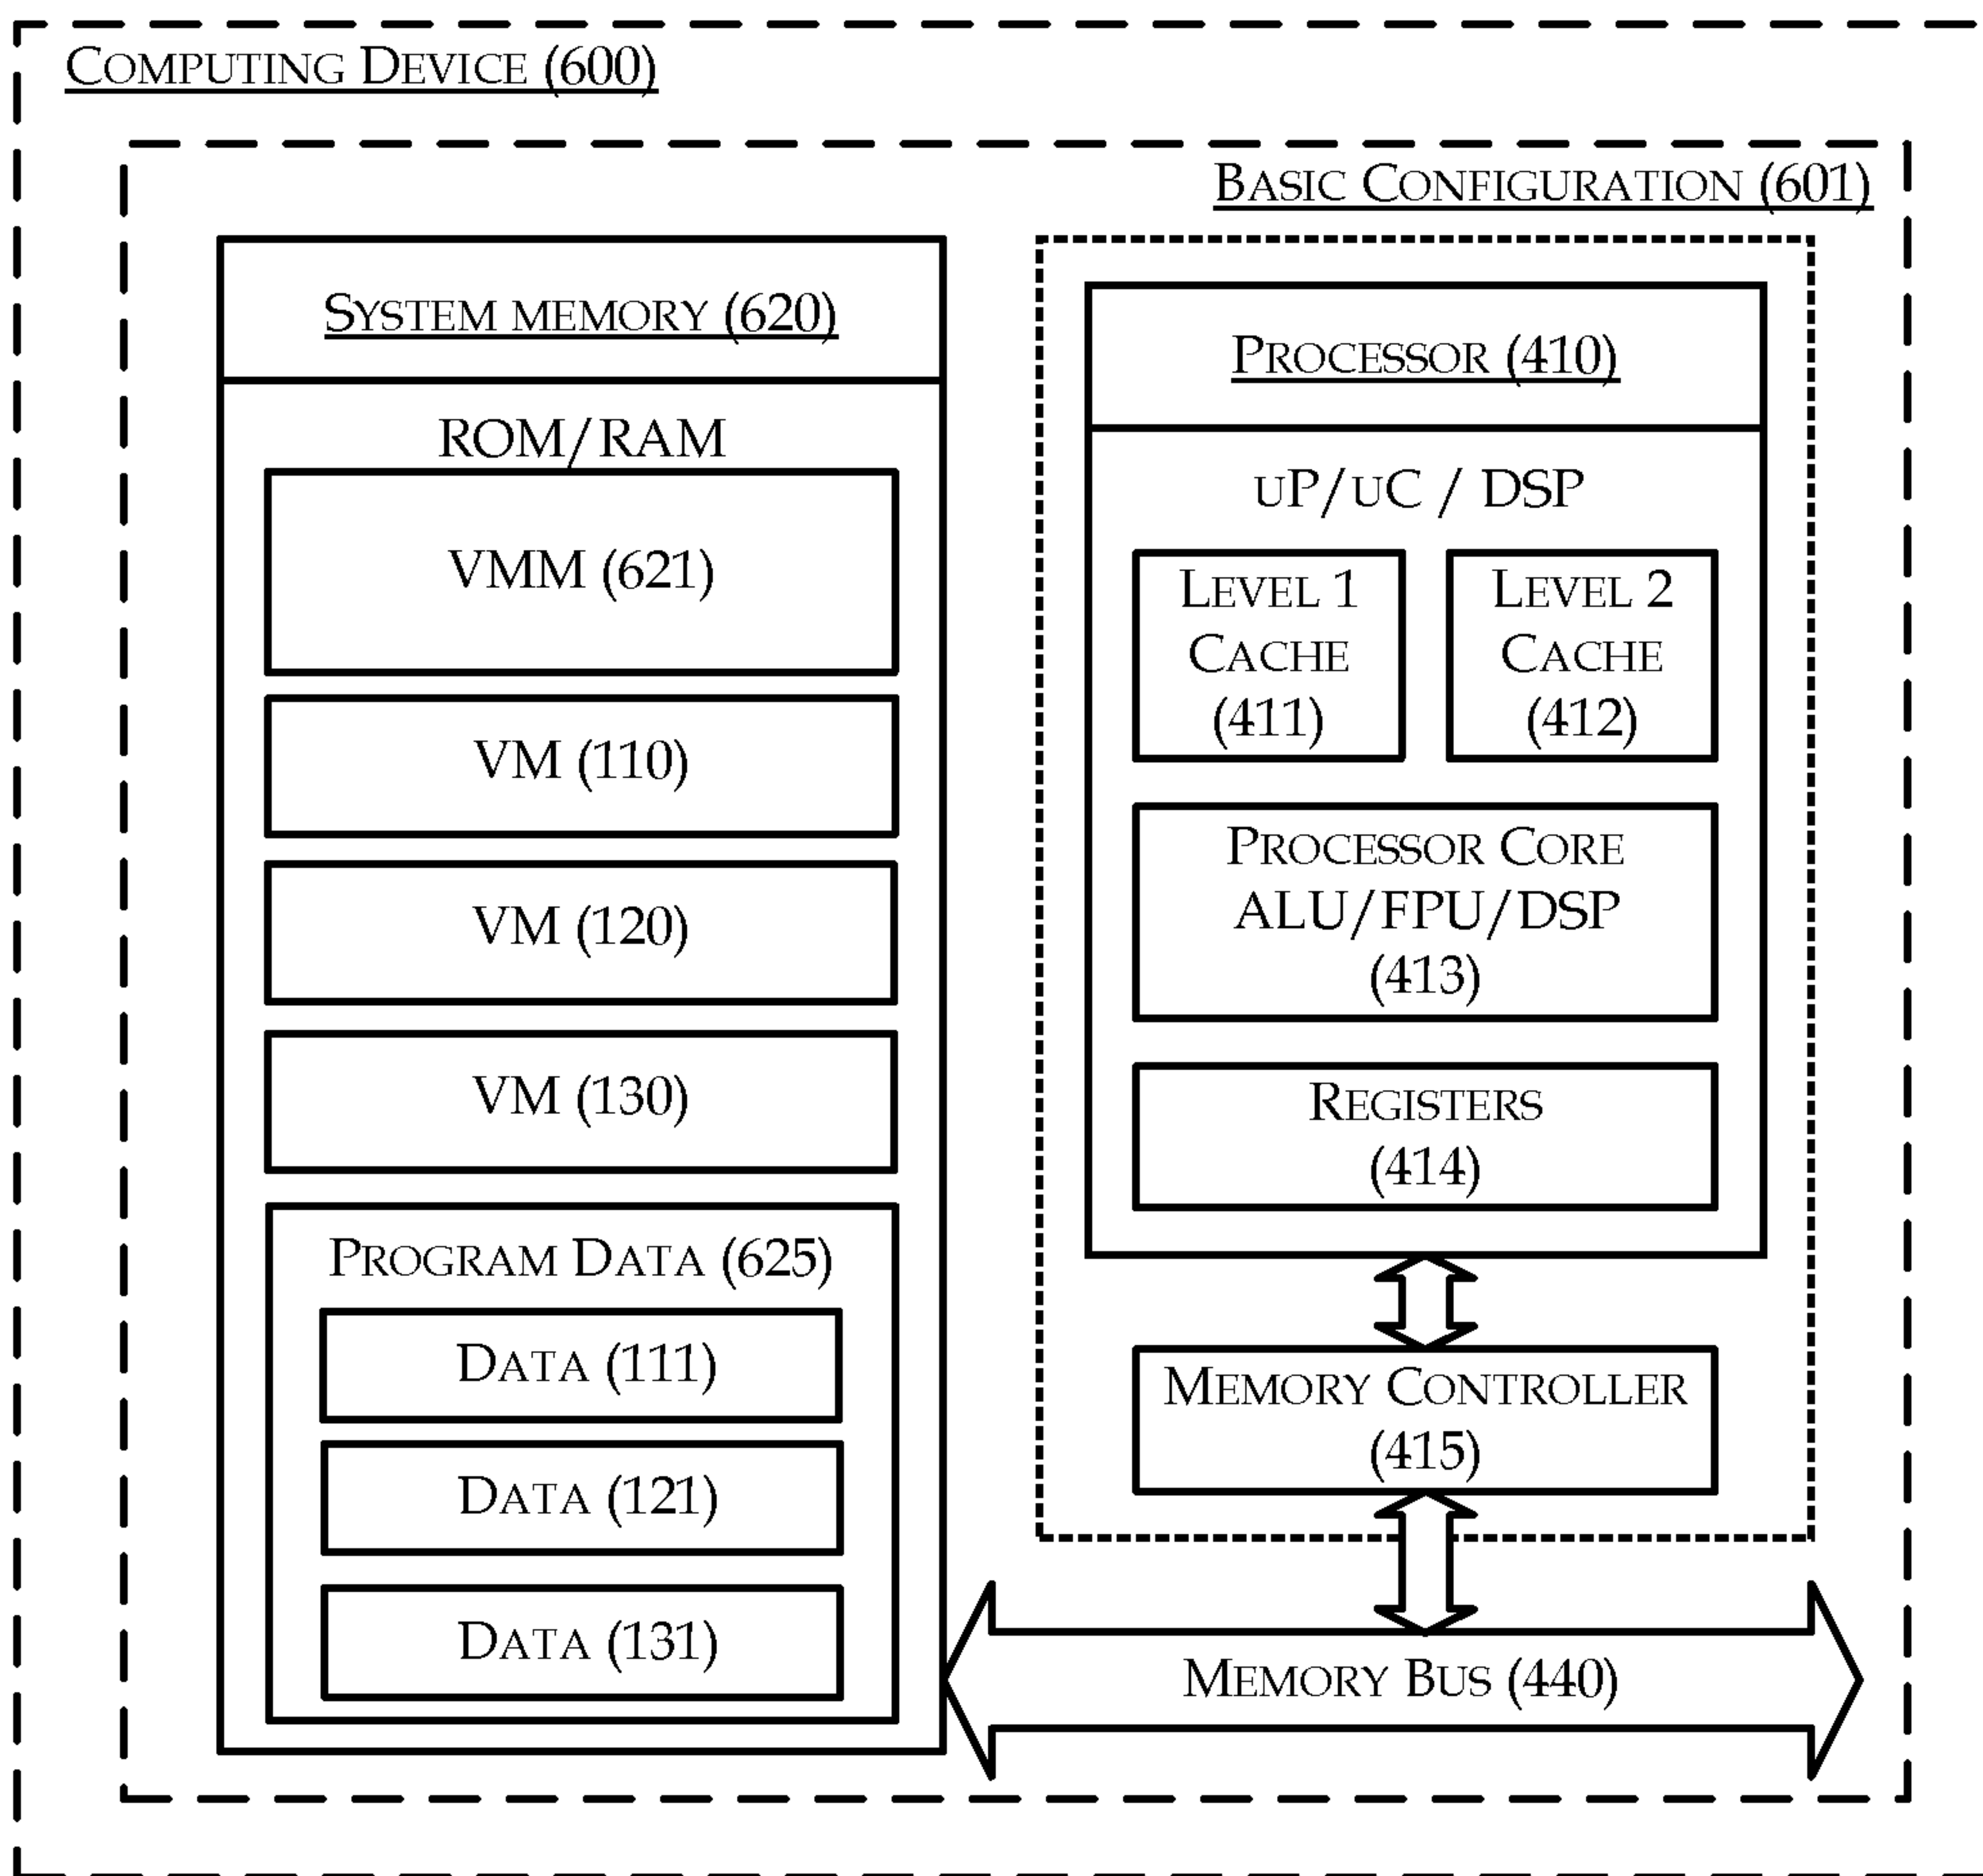 Computing Device (600)
Basic Configuration (601)
System memory (620)
ROM/RAM
VMM (621)
VM (110)
VM (120)
VM (130)
Program Data (625)
Data (111)
Data (121)
Data (131)
Processor (410)
uP/uC / DSP
Level 1
Cache
(411)
Level 2
Cache
(412)
Processor Core
ALU/FPU/DSP
(413)
Registers
(414)
Memory Controller
(415)
Memory Bus (440)